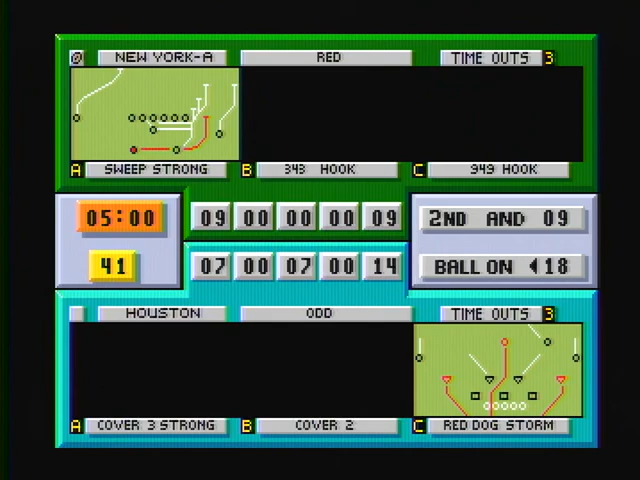 NEW YORK-A RED TIME OUTS 3
A SWEEP STRONG B 343 HOOK C 949 HOOK
05:00 09 00 00 00 09 2ND AND 09
41 07 00 07 00 14 BALL ON ◀18
HOUSTON ODD TIME OUTS 3
A COVER 3 STRONG B COVER 2 C RED DOG STORM